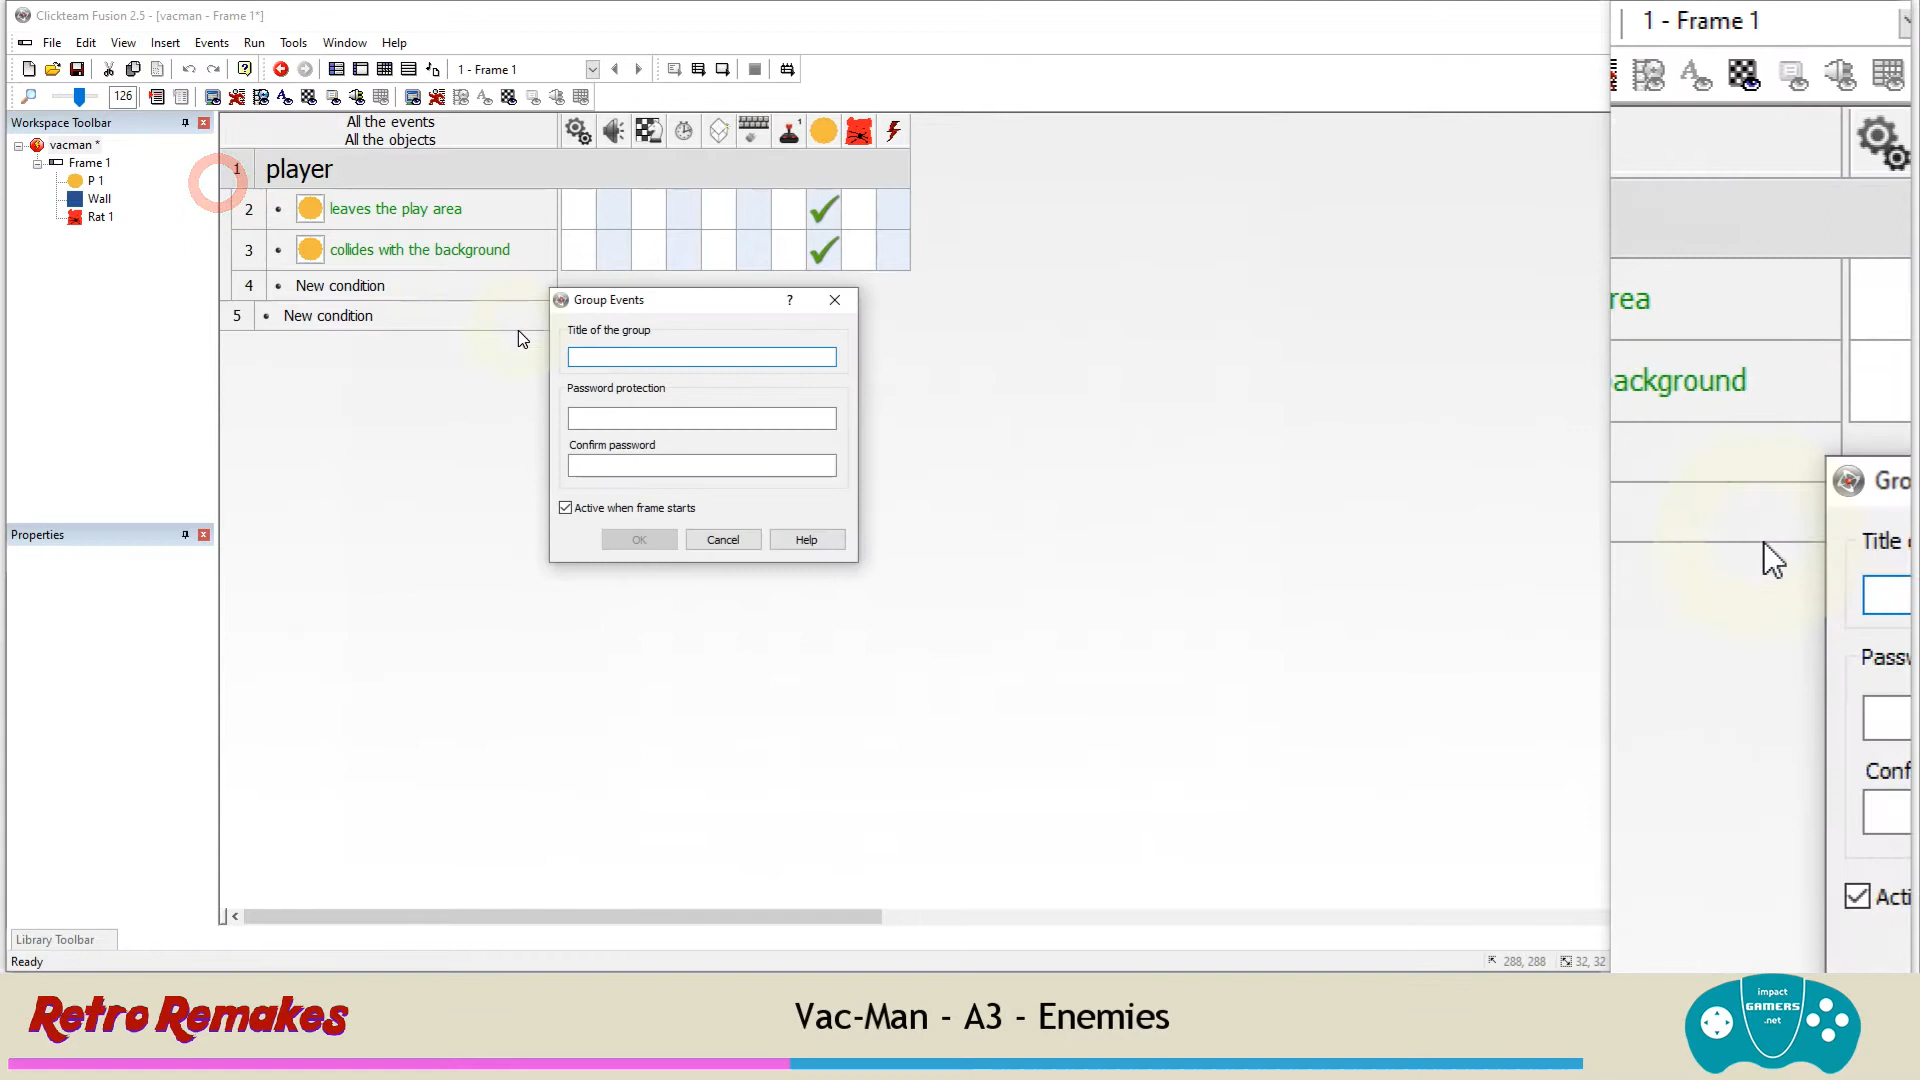 Clickteam Fusion 2.5 - [vacman - Frame 1*]
File Edit View Insert Events Run Tools Window Help
1 - Frame 1
126
Workspace Toolbar
vacman *
Frame 1
P 1
Wall
Rat 1
Properties
Library Toolbar
Ready
All the events
All the objects
1 player
2 • leaves the play area
3 • collides with the background
4 • New condition
5 • New condition
Group Events ?
Title of the group
Password protection
Confirm password
Active when frame starts
OK Cancel Help
288, 288 32, 32
1 - Frame 1
rea
ackground
Gro
Title
Passw
Conf
Acti
Retro Remakes
Vac-Man - A3 - Enemies
impact
GAMERS
.net